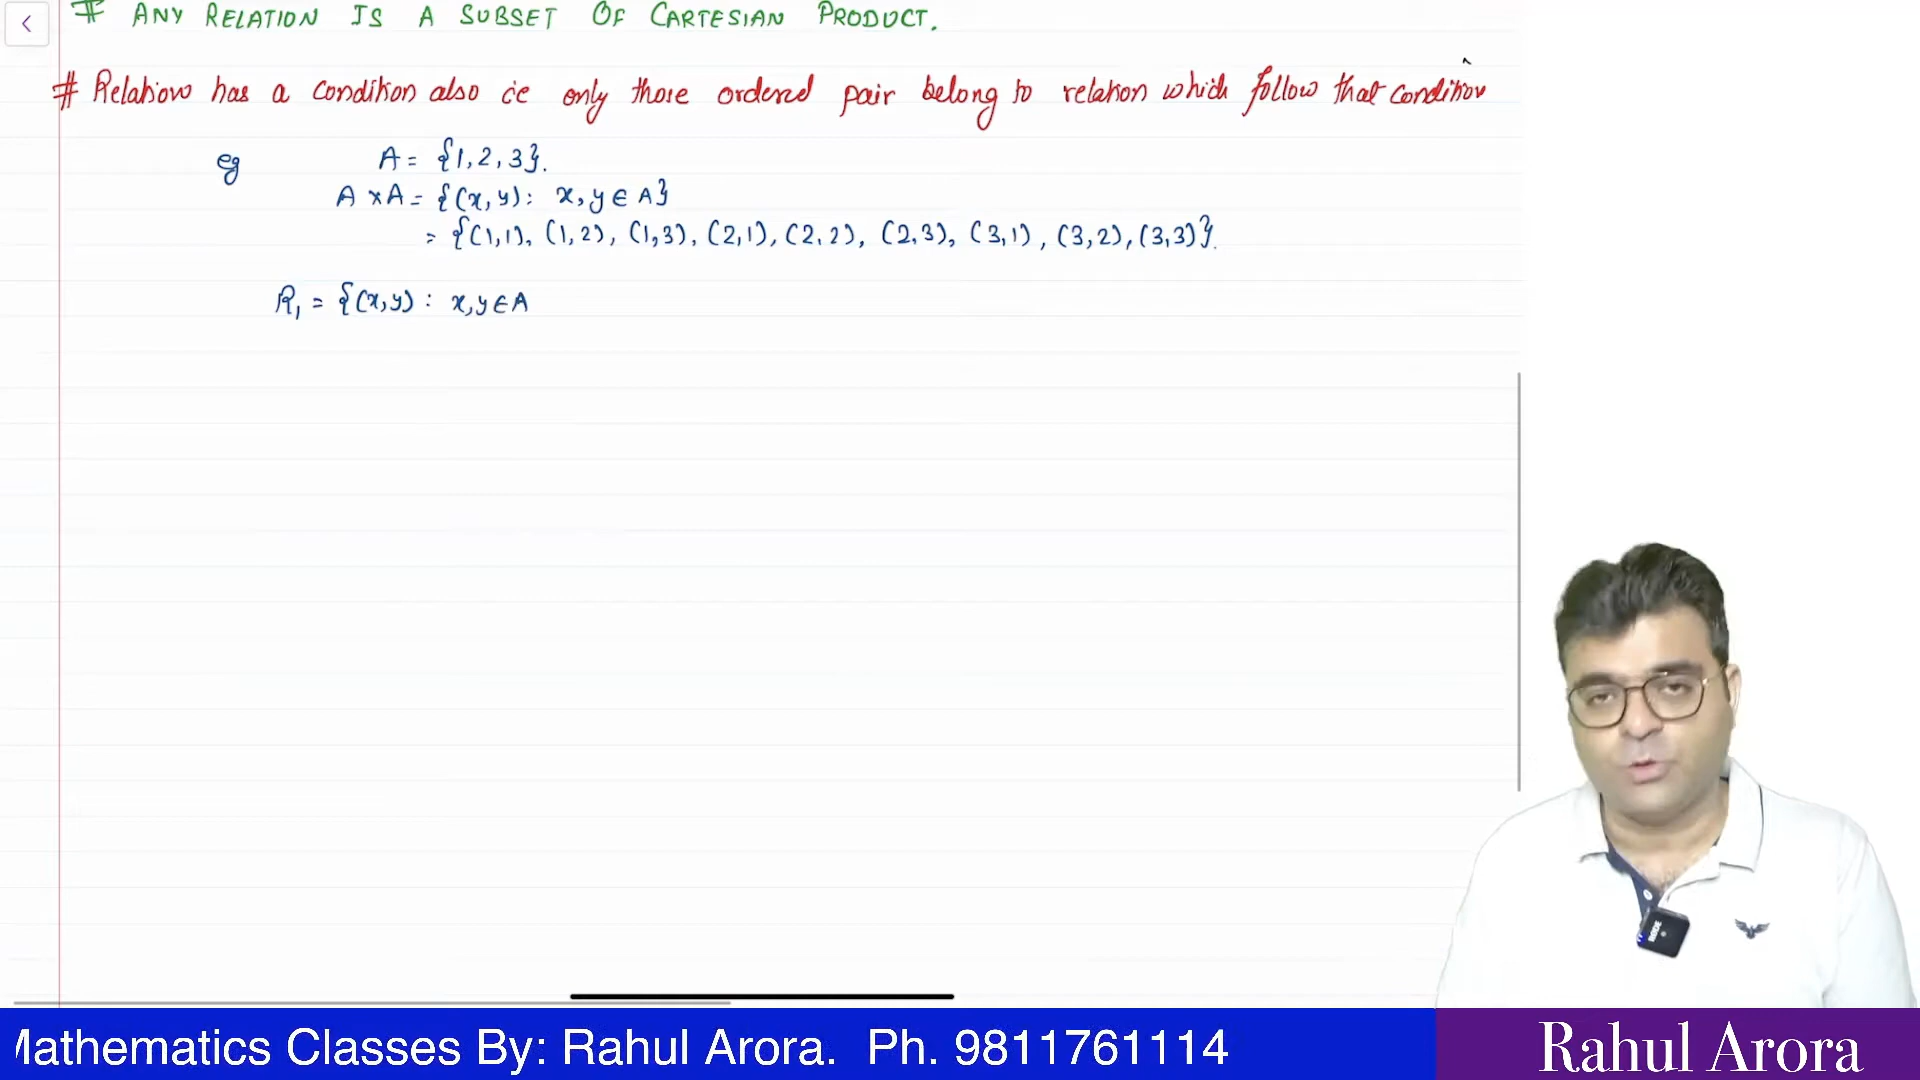 # ANY RELATION IS A SUBSET OF CARTESIAN PRODUCT.
# Relation has a condition also ie only those ordered pair belong to relation which follow that condition
eg A = {1, 2, 3}.
A × A = {(x, y) : x, y ∈ A}
= {(1,1), (1,2), (1,3), (2,1), (2,2), (2,3), (3,1), (3,2), (3,3)}.
R₁ = {(x,y) : x,y ∈ A
Mathematics Classes By: Rahul Arora. Ph. 9811761114
Rahul Arora